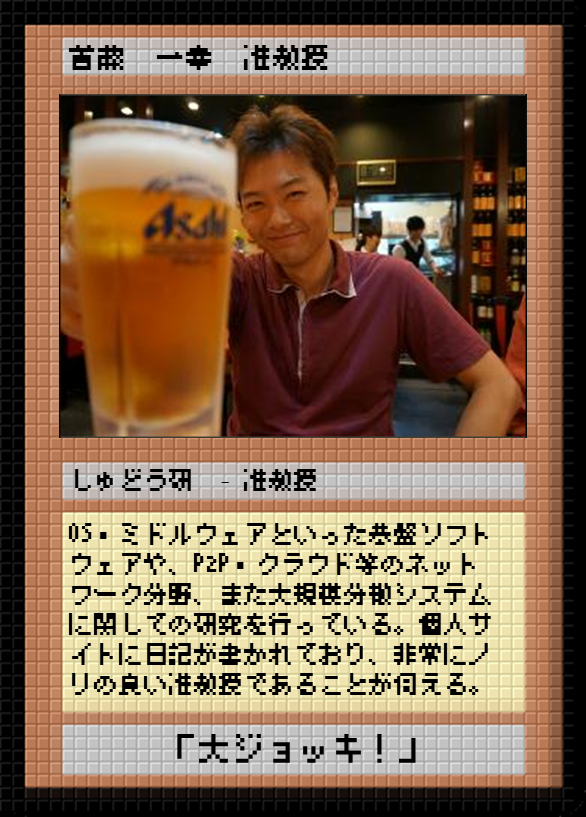 首藤 一幸 准教授
Asahi
しゅどう研 - 准教授
OS・ミドルウェアといった基盤ソフト
ウェアや、P2P・クラウド等のネット
ワーク分野、また大規模分散システム
に関しての研究を行っている。個人サ
イトに日記が書かれており、非常にノ
リの良い准教授であることが伺える。
「大ジョッキ！」